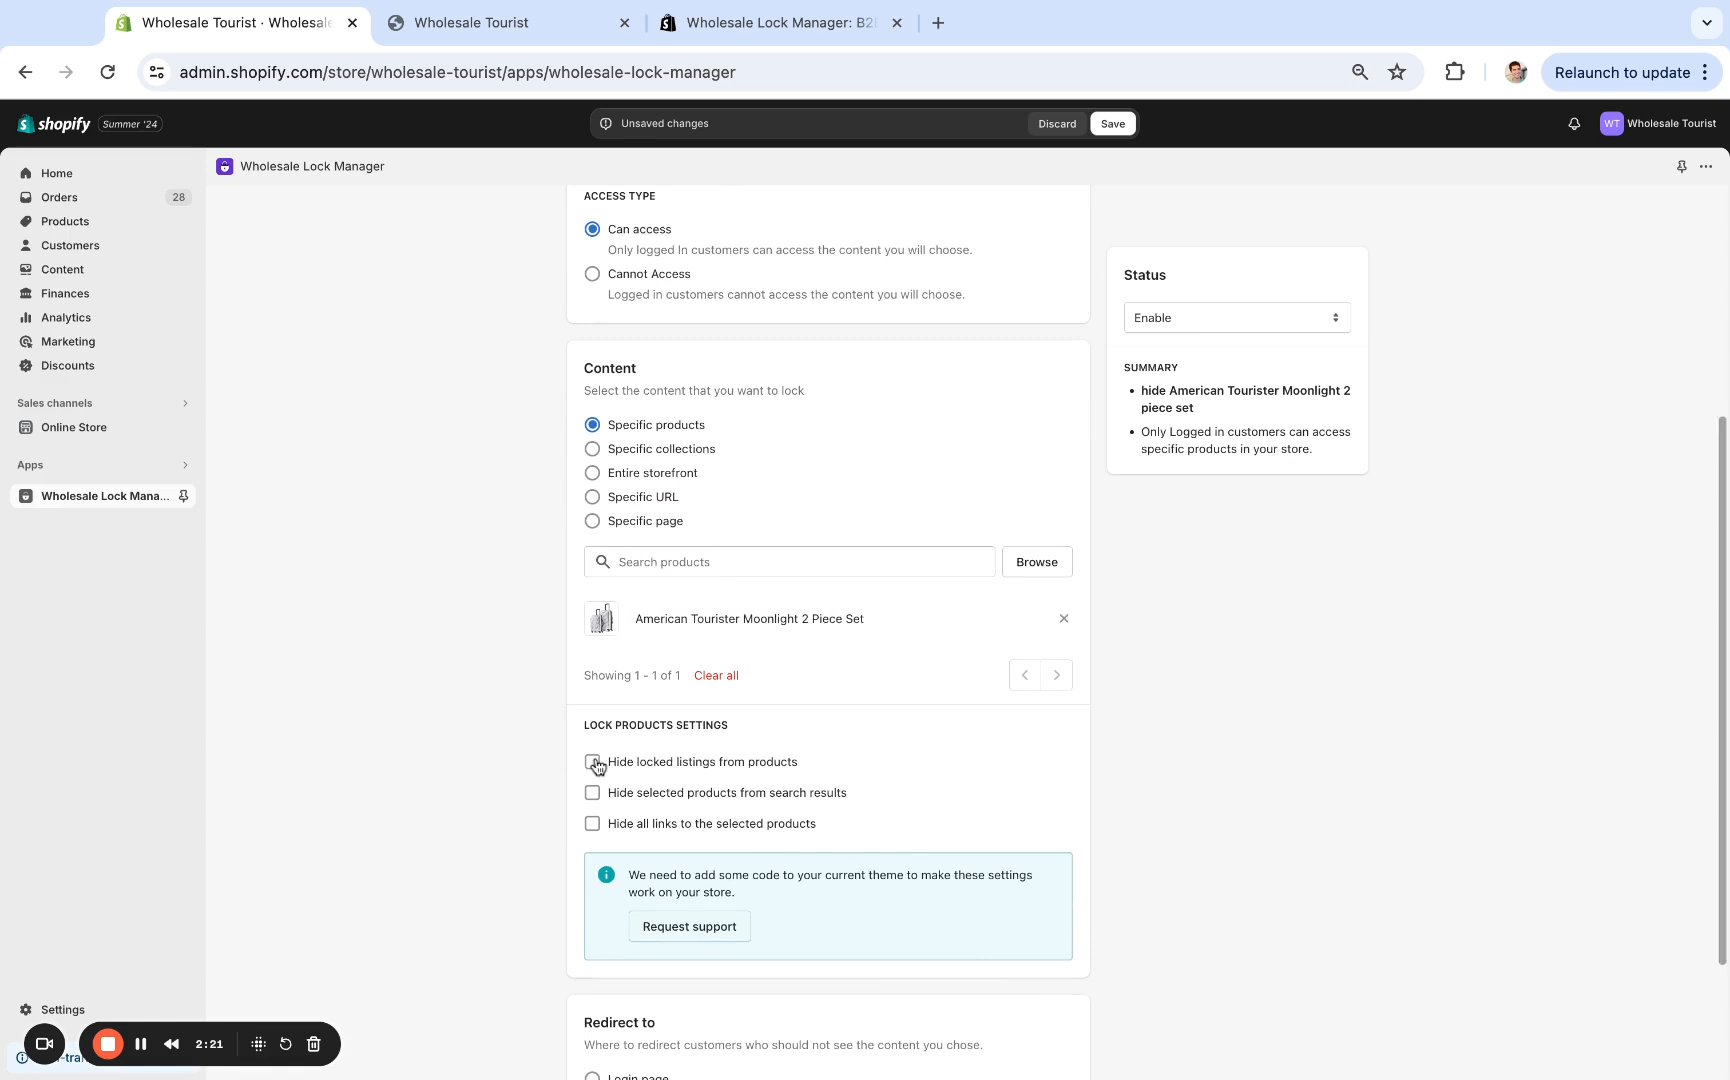 Wholesale Tourist · Wholesale
Wholesale Tourist
Wholesale Lock Manager: B2B
admin.shopify.com/store/wholesale-tourist/apps/wholesale-lock-manager
Relaunch to update
shopify
Summer '24
Unsaved changes
Discard
Save
WT
Wholesale Tourist
Home
Orders
28
Products
Customers
Content
Finances
Analytics
Marketing
Discounts
Sales channels
Online Store
Apps
Wholesale Lock Mana...
Settings
2:21
Wholesale Lock Manager
ACCESS TYPE
Can access
Only logged In customers can access the content you will choose.
Cannot Access
Logged in customers cannot access the content you will choose.
Content
Select the content that you want to lock
Specific products
Specific collections
Entire storefront
Specific URL
Specific page
Search products
Browse
American Tourister Moonlight 2 Piece Set
Showing 1 - 1 of 1
Clear all
LOCK PRODUCTS SETTINGS
Hide locked listings from products
Hide selected products from search results
Hide all links to the selected products
We need to add some code to your current theme to make these settings
work on your store.
Request support
Redirect to
Where to redirect customers who should not see the content you chose.
Login page
Status
Enable
SUMMARY
• hide American Tourister Moonlight 2
piece set
• Only Logged in customers can access
specific products in your store.